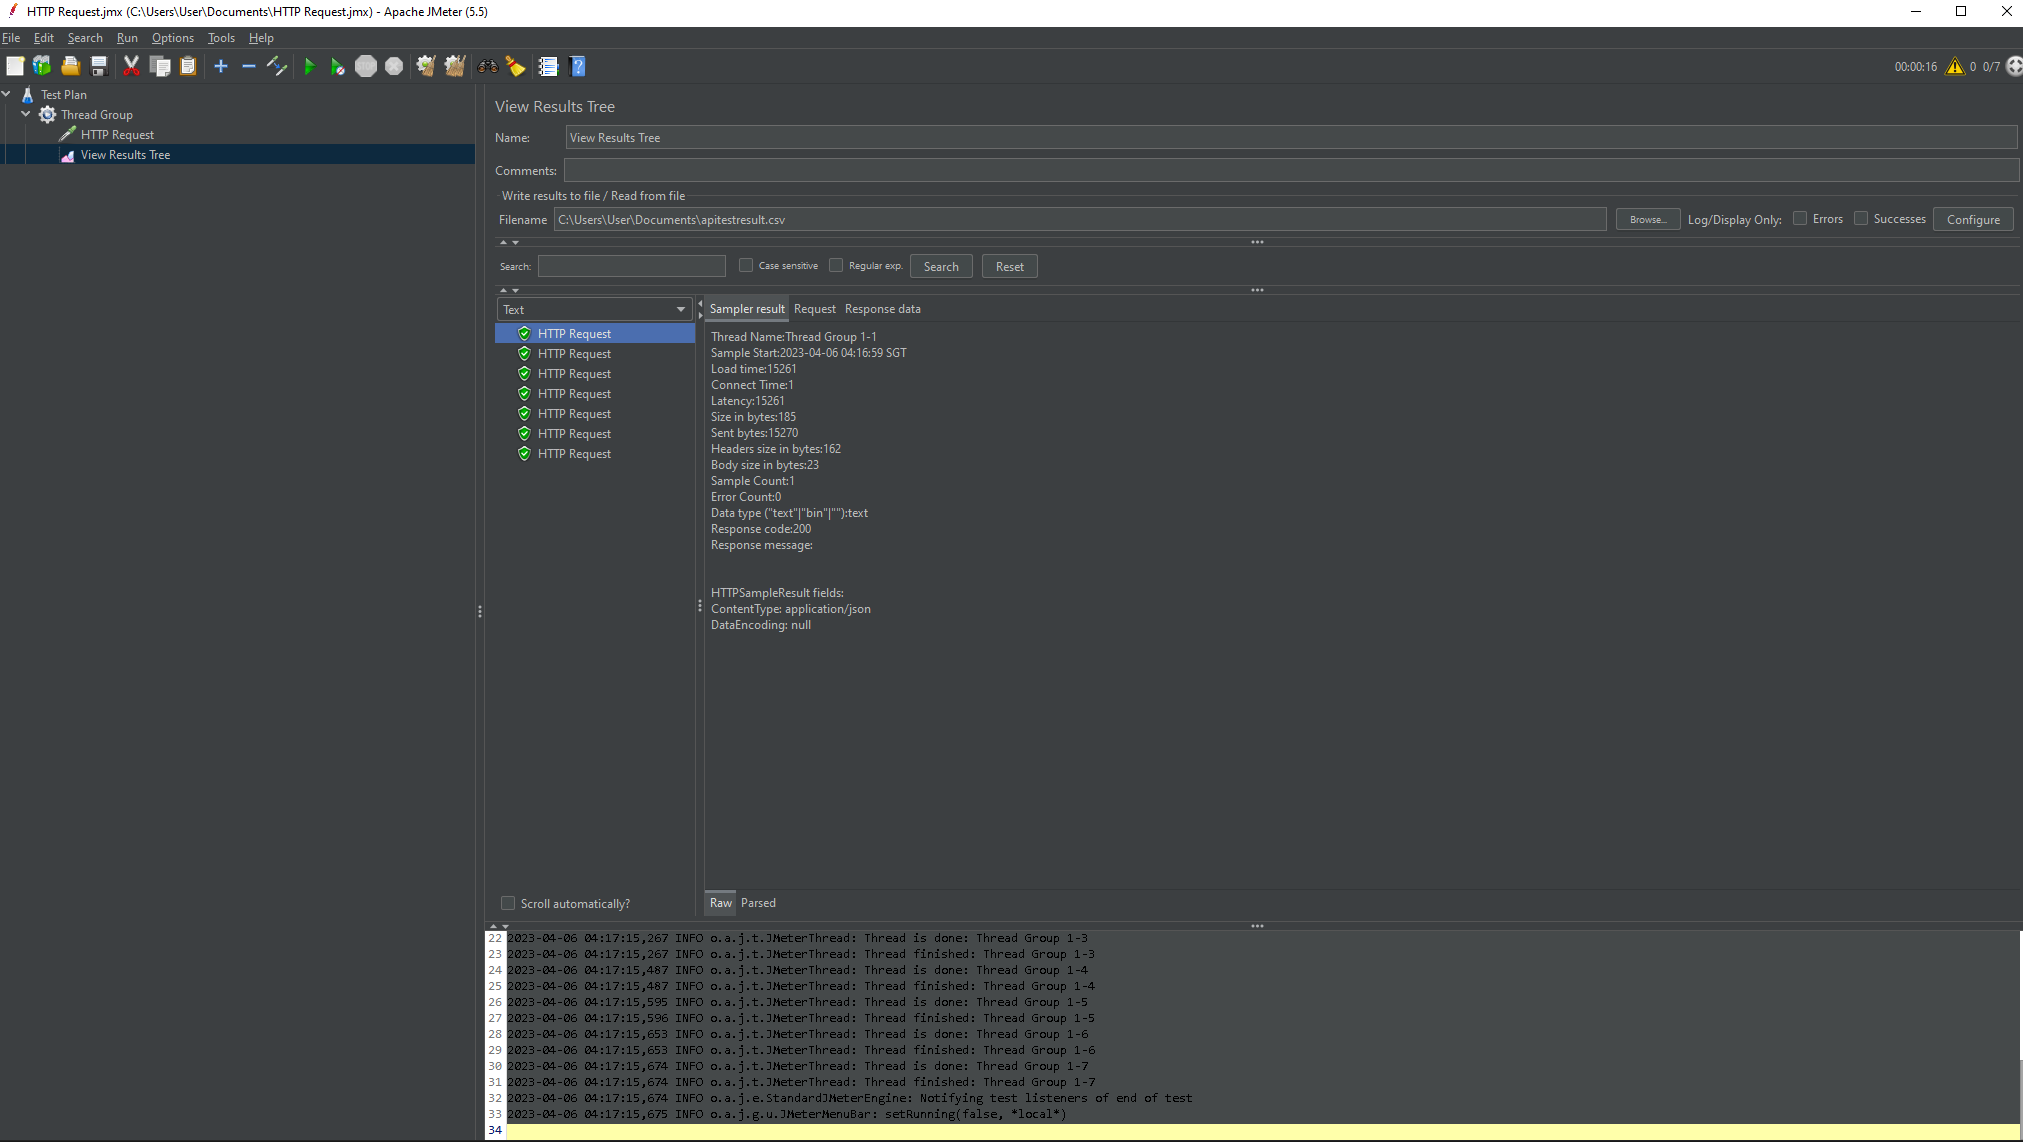 HTTP Request.jmx (C:\Users\User\Documents\HTTP Request.jmx) - Apache JMeter (5.5)
File Edit Search Run Options Tools Help
00:00:16 0 0/7
Test Plan
Thread Group
HTTP Request
View Results Tree
View Results Tree
Name: View Results Tree
Comments:
Write results to file / Read from file
Filename C:\Users\User\Documents\apitestresult.csv Browse... Log/Display Only: Errors Successes Configure
Search: Case sensitive Regular exp. Search Reset
Text
HTTP Request
HTTP Request
HTTP Request
HTTP Request
HTTP Request
HTTP Request
HTTP Request
Scroll automatically?
Sampler result Request Response data
Thread Name:Thread Group 1-1
Sample Start:2023-04-06 04:16:59 SGT
Load time:15261
Connect Time:1
Latency:15261
Size in bytes:185
Sent bytes:15270
Headers size in bytes:162
Body size in bytes:23
Sample Count:1
Error Count:0
Data type ("text"|"bin"|""):text
Response code:200
Response message:
HTTPSampleResult fields:
ContentType: application/json
DataEncoding: null
Raw Parsed
22 2023-04-06 04:17:15,267 INFO o.a.j.t.JMeterThread: Thread is done: Thread Group 1-3
23 2023-04-06 04:17:15,267 INFO o.a.j.t.JMeterThread: Thread finished: Thread Group 1-3
24 2023-04-06 04:17:15,487 INFO o.a.j.t.JMeterThread: Thread is done: Thread Group 1-4
25 2023-04-06 04:17:15,487 INFO o.a.j.t.JMeterThread: Thread finished: Thread Group 1-4
26 2023-04-06 04:17:15,595 INFO o.a.j.t.JMeterThread: Thread is done: Thread Group 1-5
27 2023-04-06 04:17:15,596 INFO o.a.j.t.JMeterThread: Thread finished: Thread Group 1-5
28 2023-04-06 04:17:15,653 INFO o.a.j.t.JMeterThread: Thread is done: Thread Group 1-6
29 2023-04-06 04:17:15,653 INFO o.a.j.t.JMeterThread: Thread finished: Thread Group 1-6
30 2023-04-06 04:17:15,674 INFO o.a.j.t.JMeterThread: Thread is done: Thread Group 1-7
31 2023-04-06 04:17:15,674 INFO o.a.j.t.JMeterThread: Thread finished: Thread Group 1-7
32 2023-04-06 04:17:15,674 INFO o.a.j.e.StandardJMeterEngine: Notifying test listeners of end of test
33 2023-04-06 04:17:15,675 INFO o.a.j.g.u.JMeterMenuBar: setRunning(false, *local*)
34